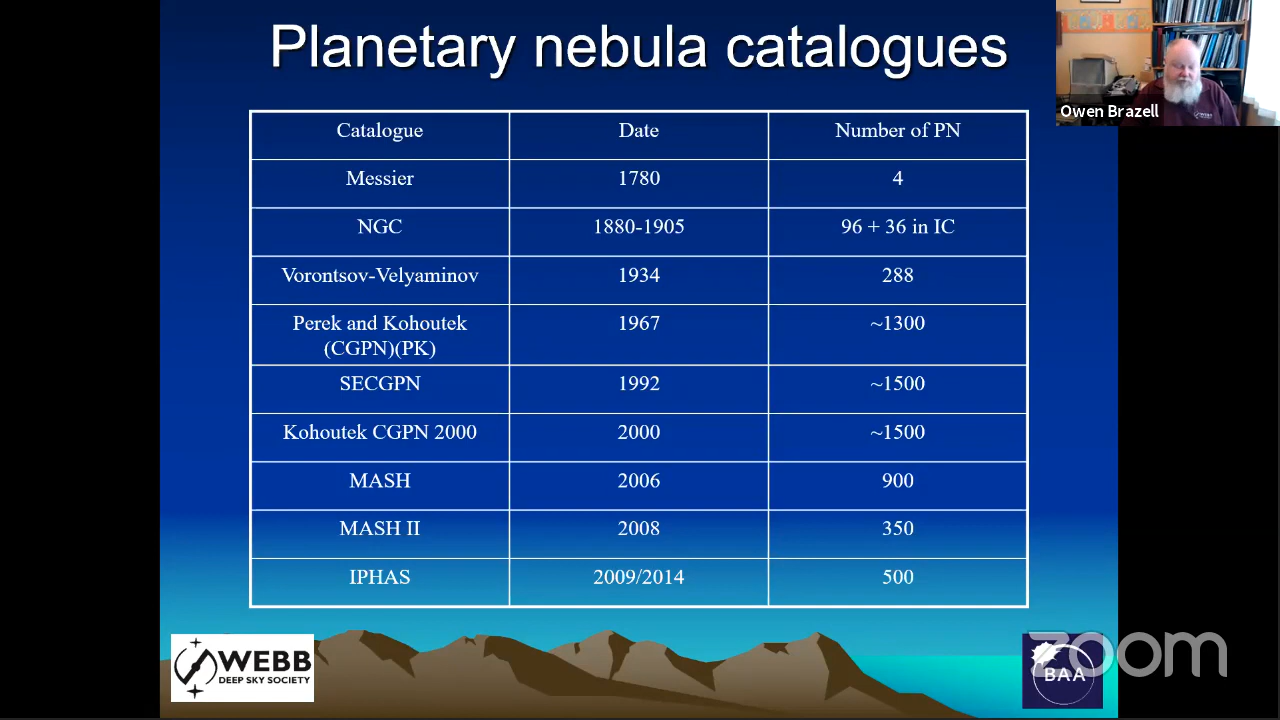 Planetary nebula catalogues
Owen Brazell
Catalogue Date Number of PN
Messier 1780 4
NGC 1880-1905 96 + 36 in IC
Vorontsov-Velyaminov 1934 288
Perek and Kohoutek 1967 ~1300
(CGPN)(PK)
SECGPN 1992 ~1500
Kohoutek CGPN 2000 2000 ~1500
MASH 2006 900
MASH II 2008 350
IPHAS 2009/2014 500
WEBB
DEEP SKY SOCIETY
zoom
BAA